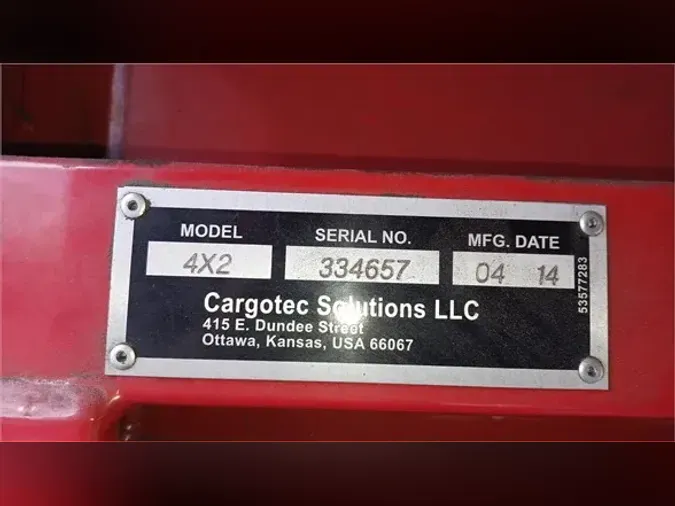 MODEL SERIAL NO. MFG. DATE
4X2 334657 04 14
Cargotec Solutions LLC
415 E. Dundee Street
Ottawa, Kansas, USA 66067
53577283